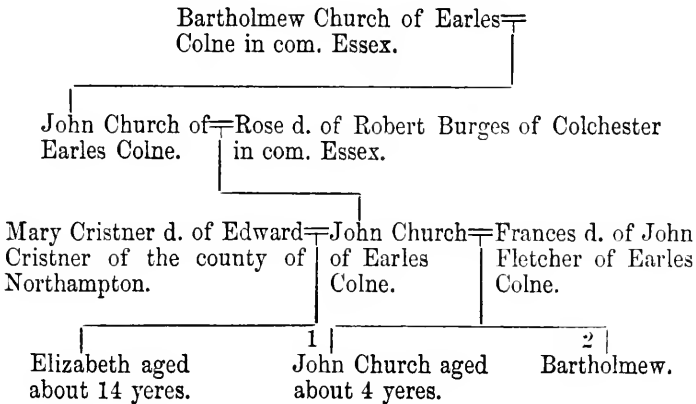 Bartholmew Church of Earles=
Colne in com. Essex.
John Church of=Rose d. of Robert Burges of Colchester
Earles Colne. in com. Essex.
Mary Cristner d. of Edward=John Church=Frances d. of John
Cristner of the county of of Earles Fletcher of Earles
Northampton. Colne. Colne.
1 2
Elizabeth aged John Church aged Bartholmew.
about 14 yeres. about 4 yeres.